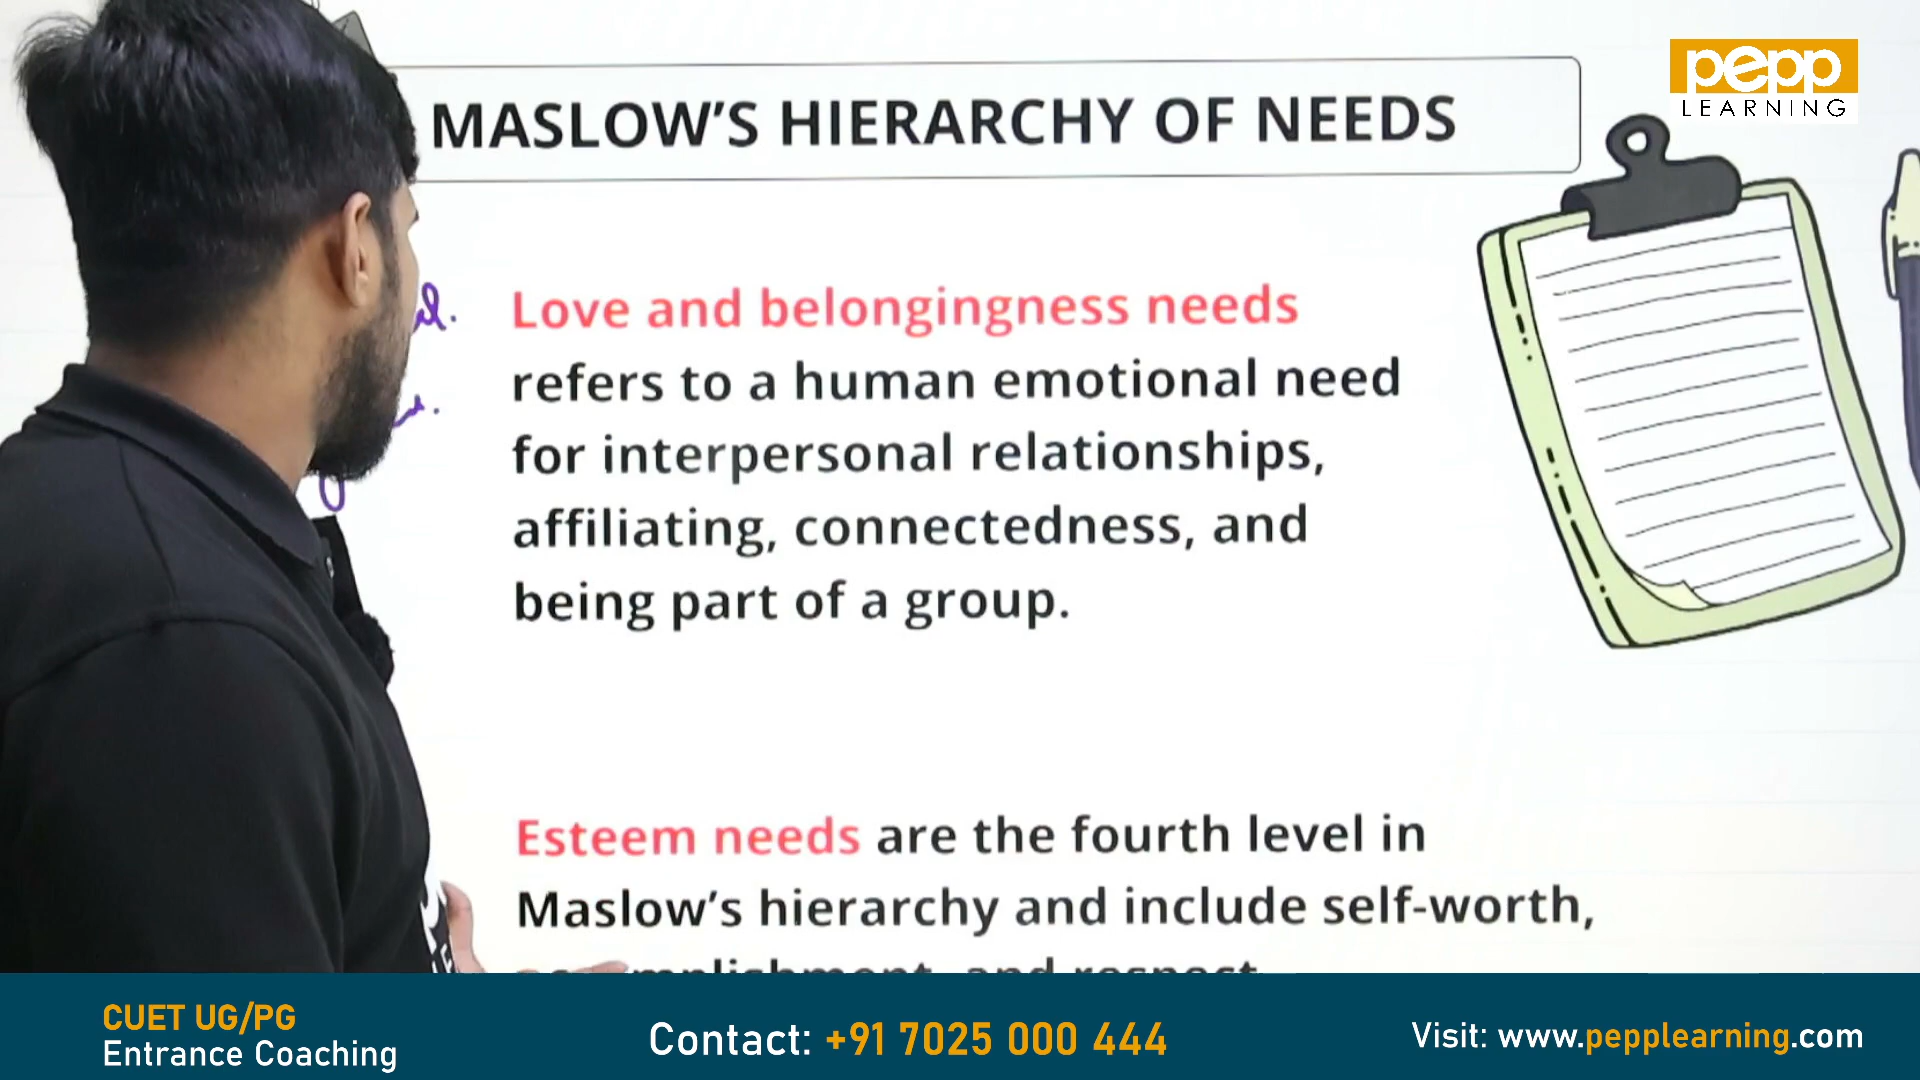 pepp
LEARNING
MASLOW'S HIERARCHY OF NEEDS
Love and belongingness needs
refers to a human emotional need
for interpersonal relationships,
affiliating, connectedness, and
being part of a group.
Esteem needs are the fourth level in
Maslow's hierarchy and include self-worth,
and respect
CUET UG/PG
Entrance Coaching
Contact: +91 7025 000 444
Visit: www.pepplearning.com